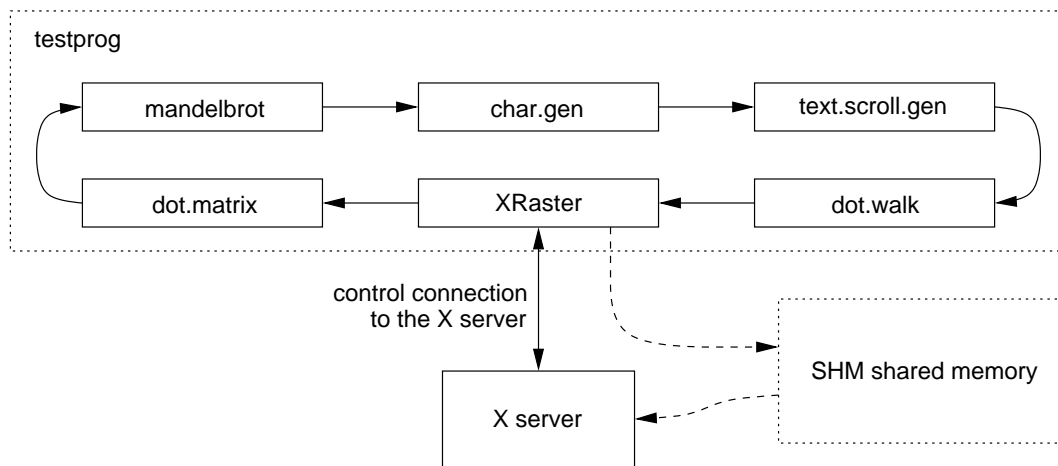 testprog
mandelbrot
char.gen
text.scroll.gen
dot.matrix
XRaster
dot.walk
control connection
to the X server
SHM shared memory
X server